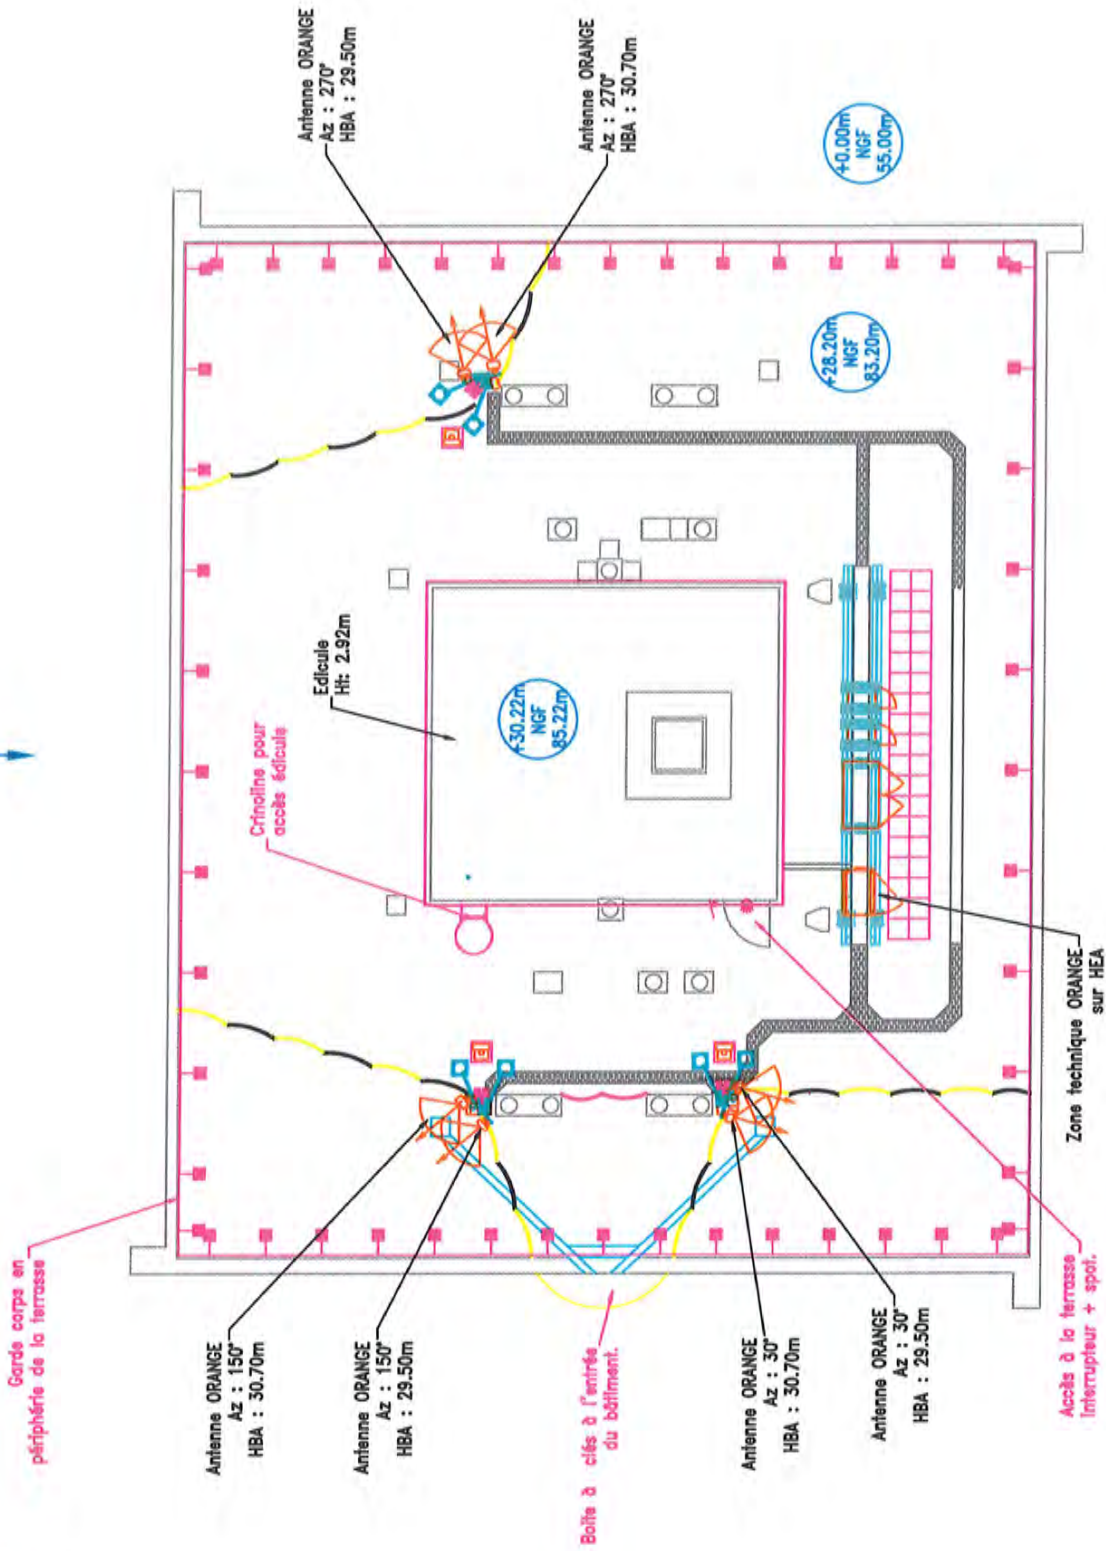 Garde corps en
périphérie de la terrasse
Antenne ORANGE
Az : 270°
HBA : 29.50m
Antenne ORANGE
Az : 270°
HBA : 30.70m
+0.00m
NGF
55.00m
+28.20m
NGF
83.20m
Edicule
Ht: 2.92m
Crinoline pour
accès édicule
+30.22m
NGF
85.22m
Antenne ORANGE
Az : 150°
HBA : 30.70m
Antenne ORANGE
Az : 150°
HBA : 29.50m
Boîte à clés à l'entrée
du bâtiment.
Antenne ORANGE
Az : 30°
HBA : 30.70m
Antenne ORANGE
Az : 30°
HBA : 29.50m
Zone technique ORANGE
sur HEA
Accès à la terrasse
Interrupteur + spot.